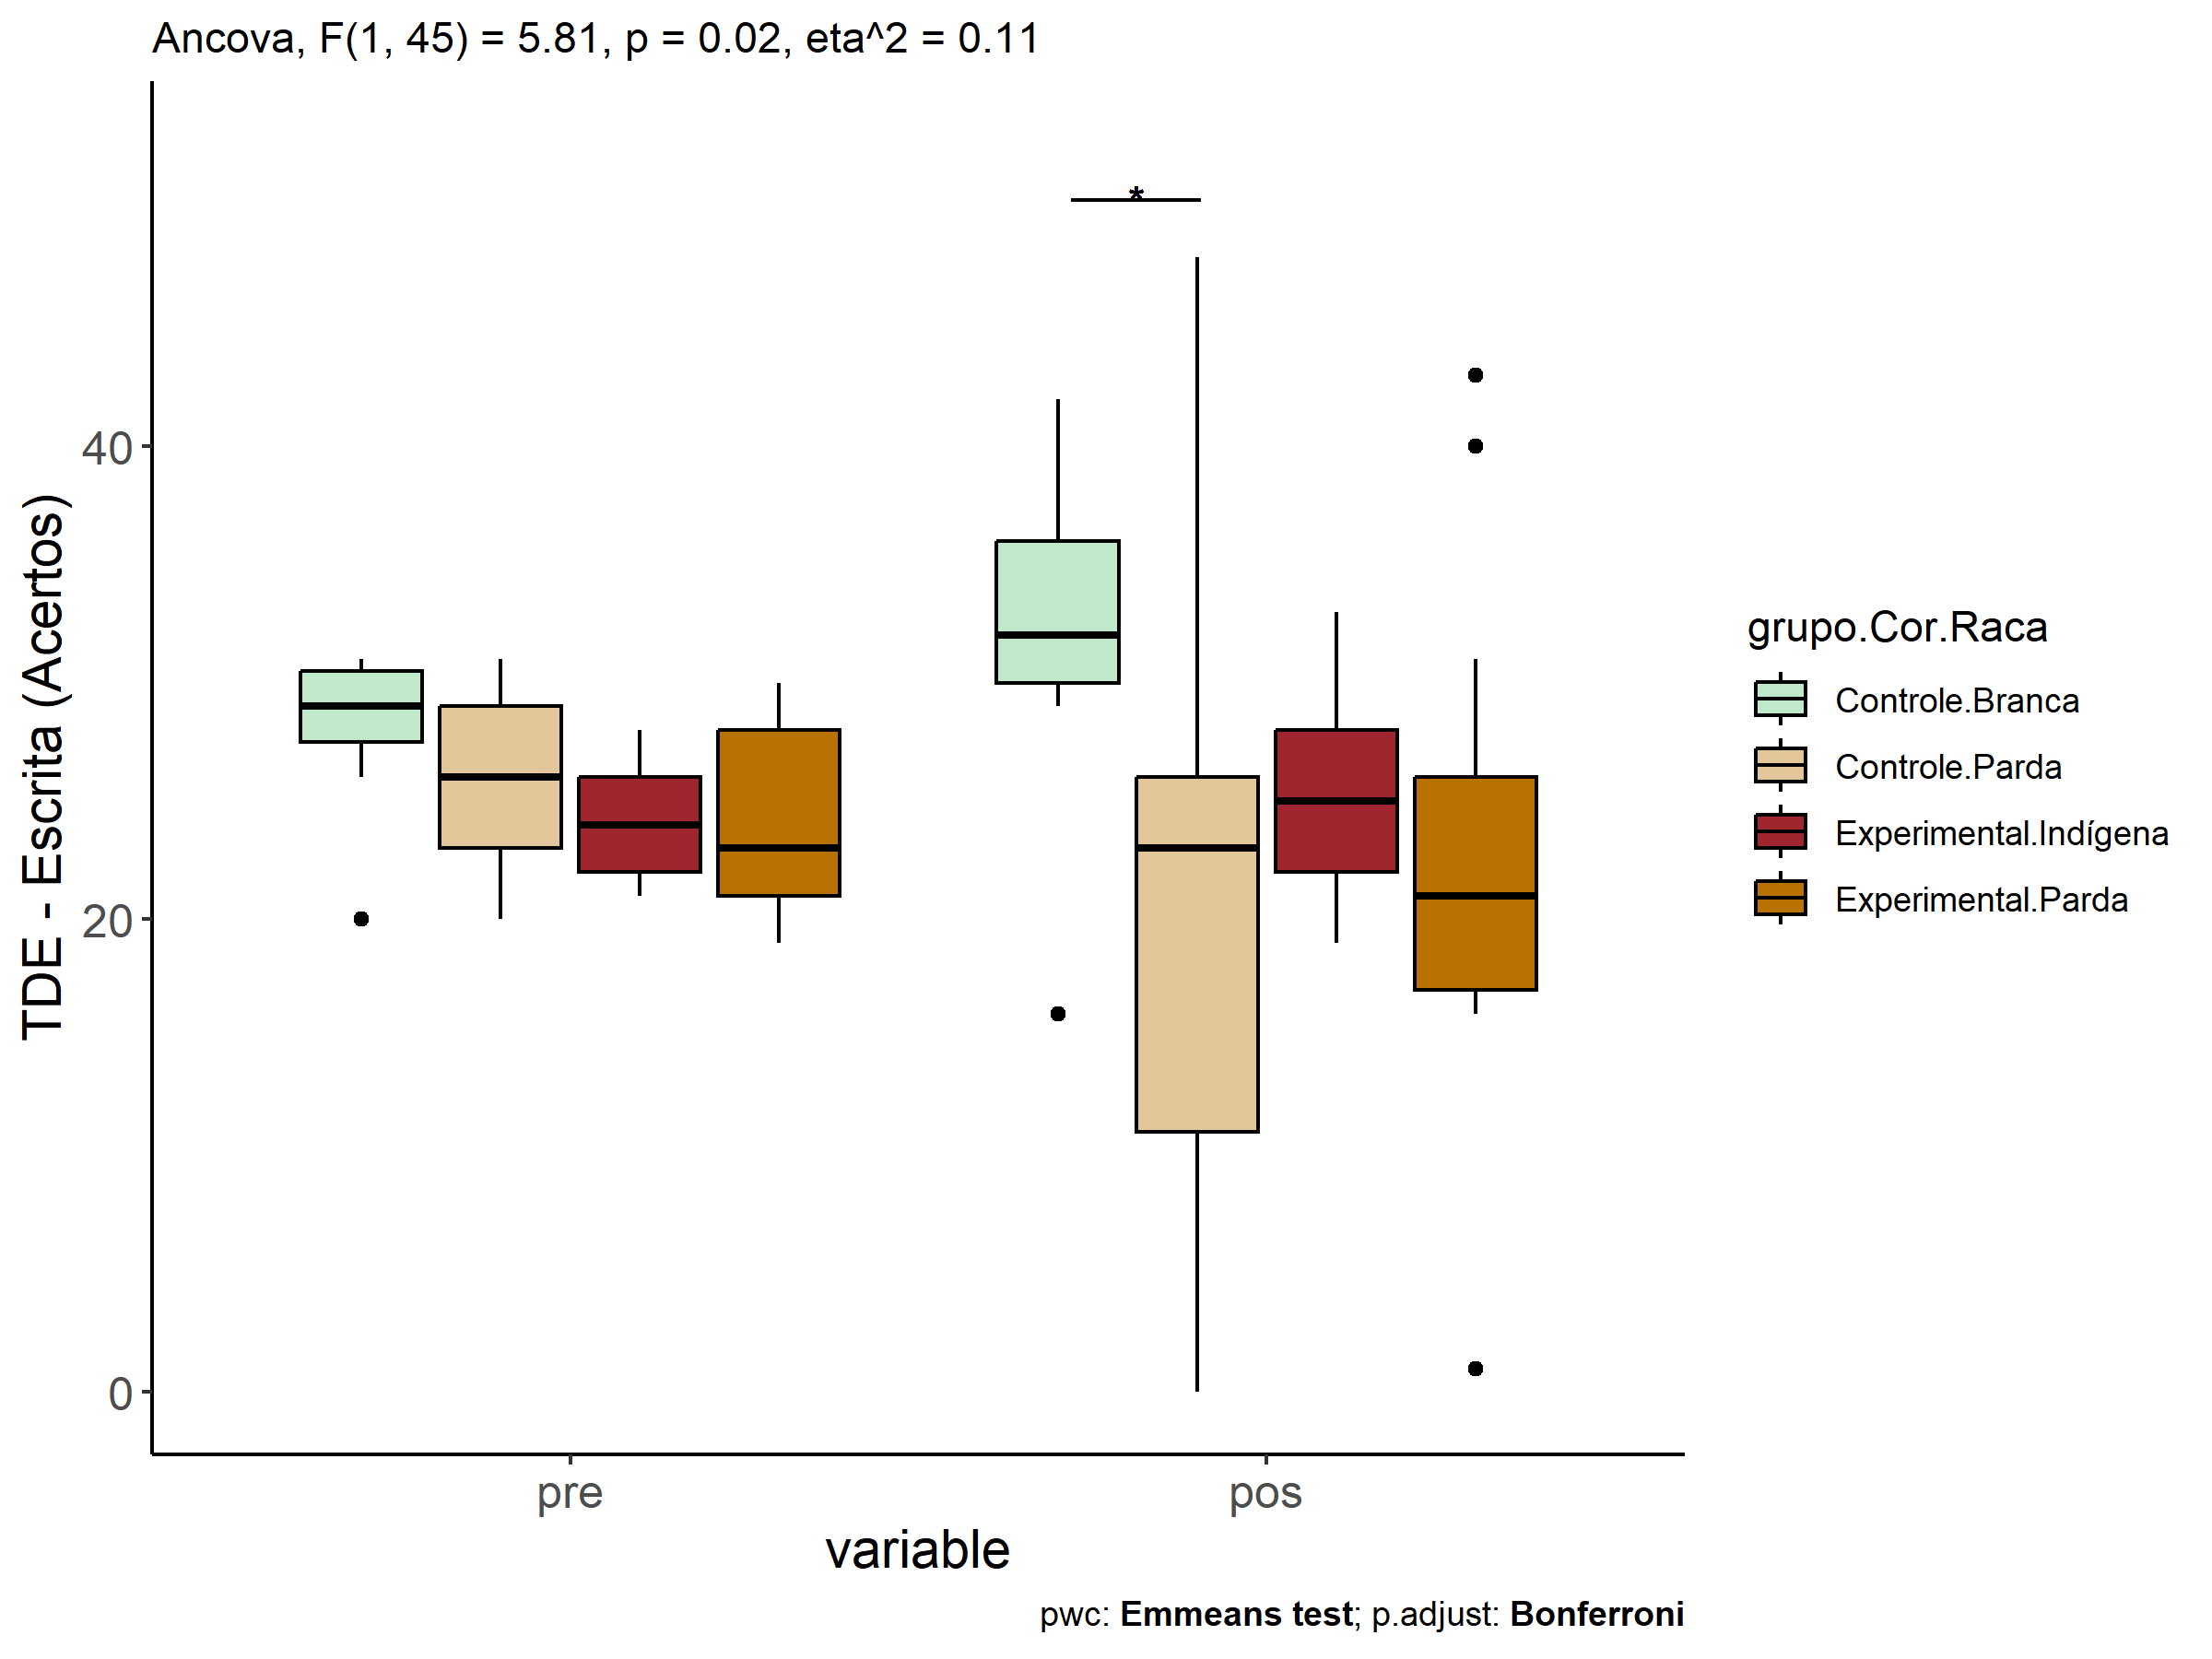 Ancova, F(1, 45) = 5.81, p = 0.02, eta^2 = 0.11
*
40
20
0
TDE - Escrita (Acertos)
pre
pos
variable
grupo.Cor.Raca
Controle.Branca
Controle.Parda
Experimental.Indígena
Experimental.Parda
pwc: Emmeans test; p.adjust: Bonferroni